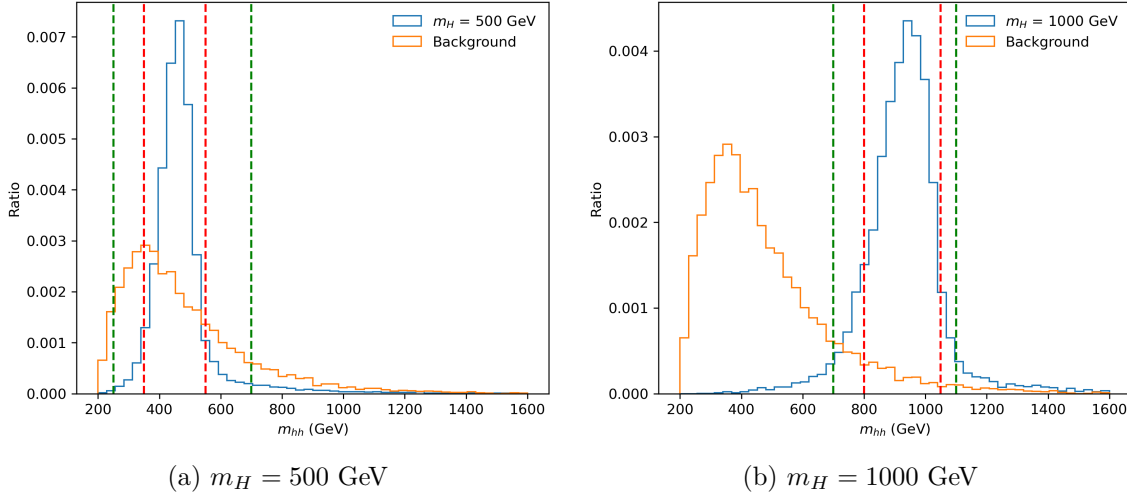 m_H = 500 GeV
Background
0.007
0.006
0.005
0.004
0.003
0.002
0.001
0.000
Ratio
200 400 600 800 1000 1200 1400 1600
m_hh (GeV)
(a) m_H = 500 GeV
m_H = 1000 GeV
Background
0.004
0.003
0.002
0.001
0.000
Ratio
200 400 600 800 1000 1200 1400 1600
m_hh (GeV)
(b) m_H = 1000 GeV